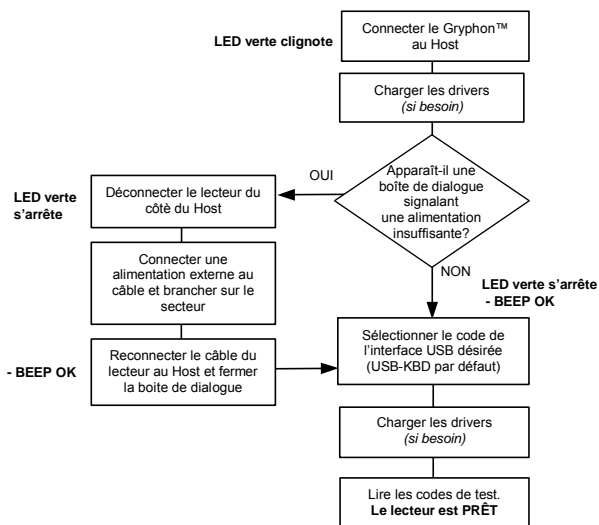 LED verte clignote
Connecter le Gryphon™
au Host
Charger les drivers
(si besoin)
Apparaît-il une
boîte de dialogue
signalant
une alimentation
insuffisante?
OUI
LED verte
s'arrête
Déconnecter le lecteur du
côtè du Host
Connecter une
alimentation externe au
câble et brancher sur le
secteur
- BEEP OK
Reconnecter le câble du
lecteur au Host et fermer
la boite de dialogue
NON
LED verte s'arrête
- BEEP OK
Sélectionner le code de
l'interface USB désirée
(USB-KBD par défaut)
Charger les drivers
(si besoin)
Lire les codes de test.
Le lecteur est PRÊT